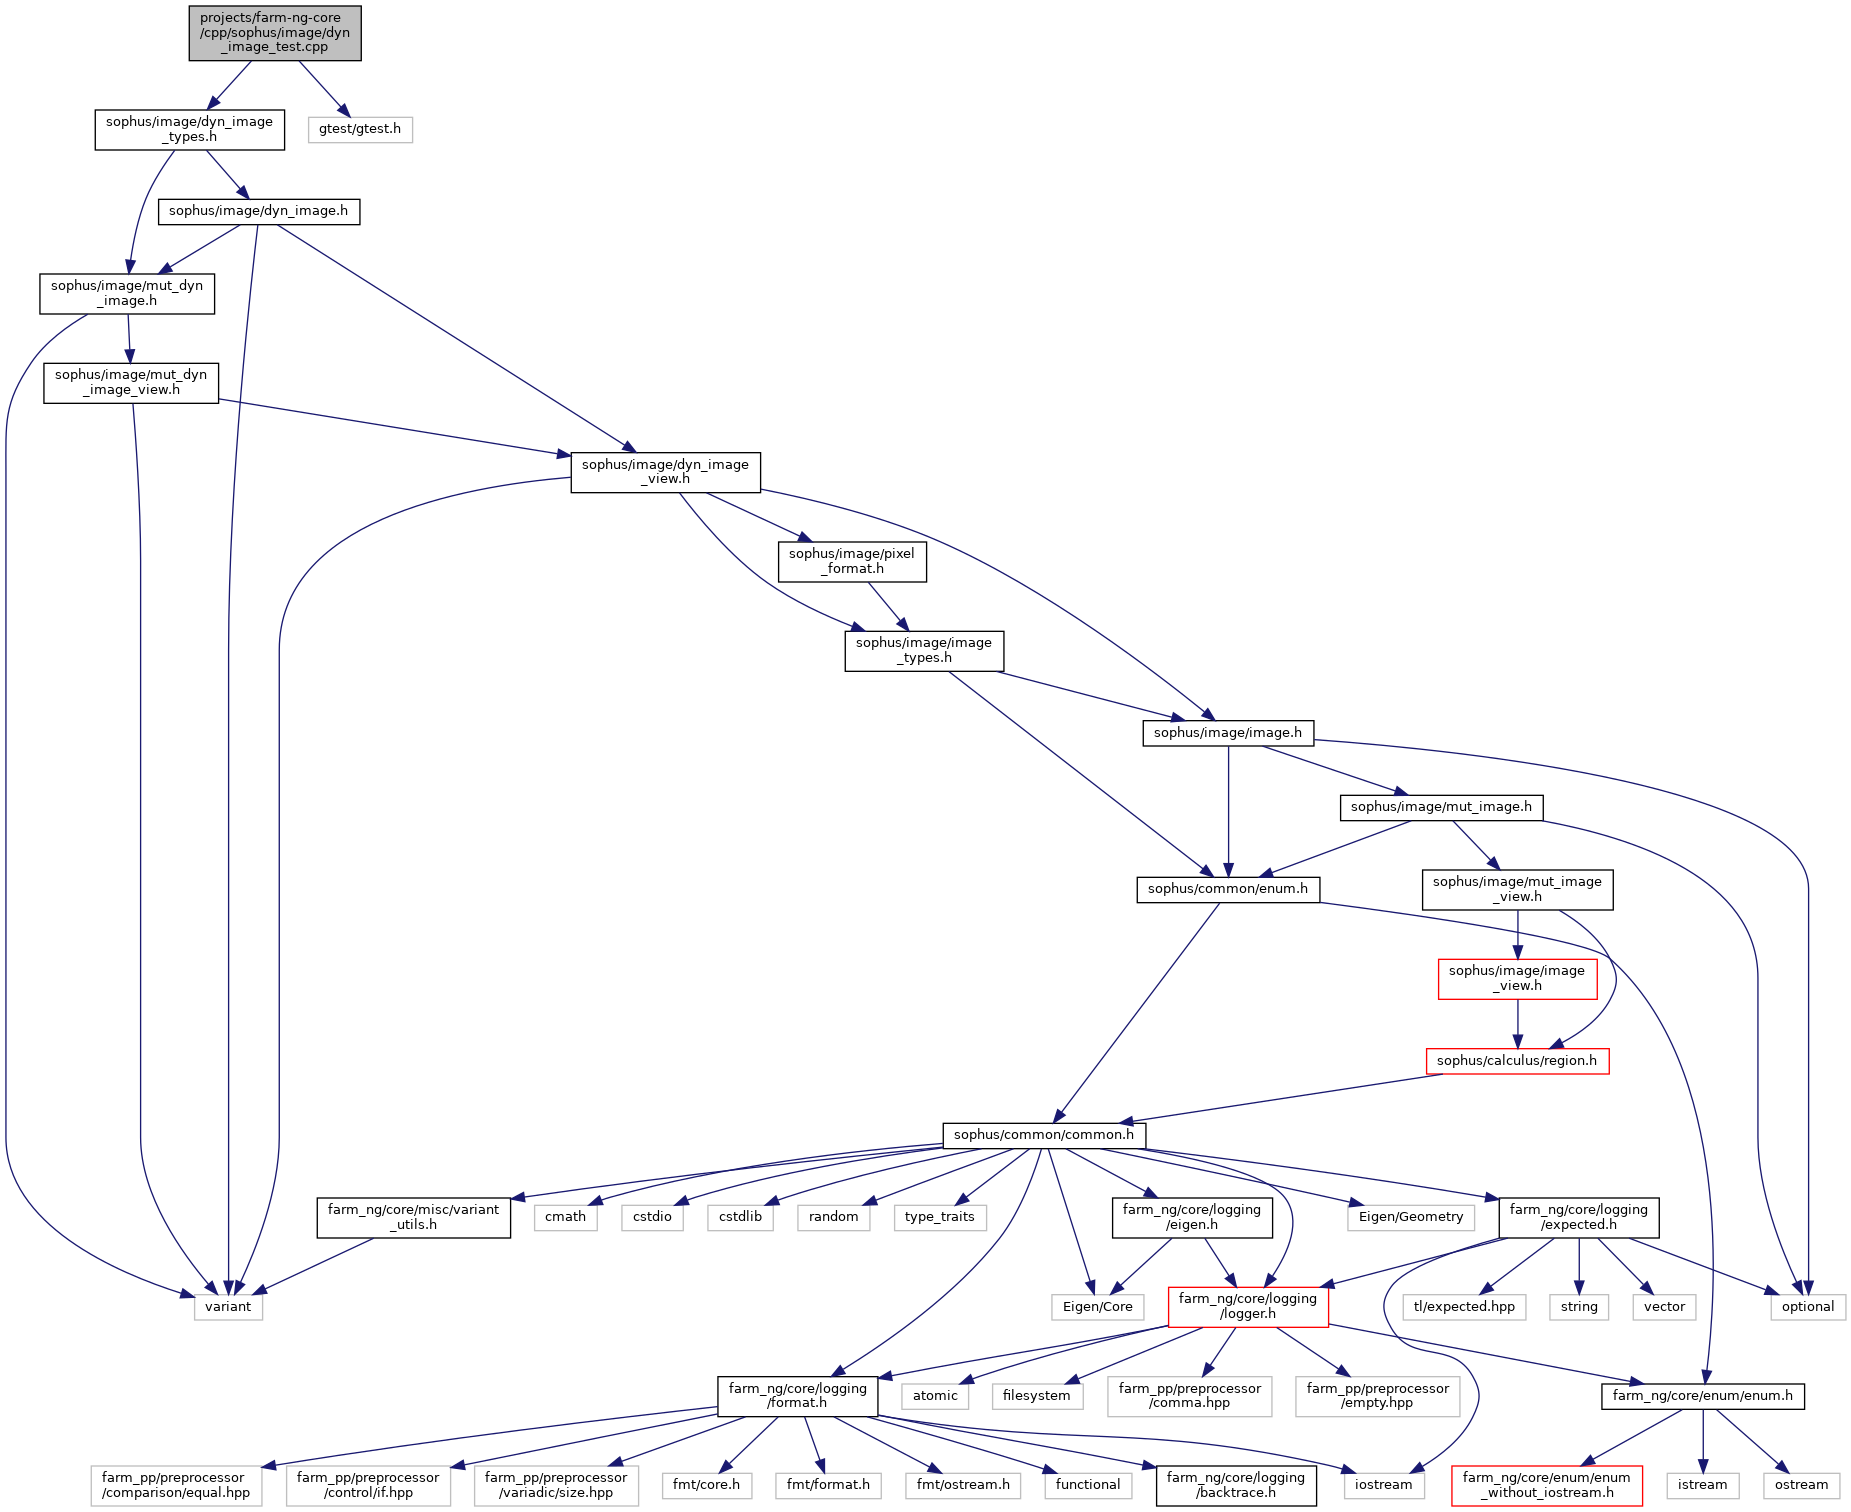 projects/farm-ng-core
/cpp/sophus/image/dyn
_image_test.cpp
sophus/image/dyn_image
_types.h
gtest/gtest.h
sophus/image/dyn_image.h
sophus/image/mut_dyn
_image.h
sophus/image/mut_dyn
_image_view.h
sophus/image/dyn_image
_view.h
sophus/image/pixel
_format.h
sophus/image/image
_types.h
sophus/image/image.h
sophus/image/mut_image.h
sophus/common/enum.h
sophus/image/mut_image
_view.h
sophus/image/image
_view.h
sophus/calculus/region.h
sophus/common/common.h
farm_ng/core/misc/variant
_utils.h
cmath
cstdio
cstdlib
random
type_traits
farm_ng/core/logging
/eigen.h
Eigen/Geometry
farm_ng/core/logging
/expected.h
variant
Eigen/Core
farm_ng/core/logging
/logger.h
tl/expected.hpp
string
vector
optional
farm_ng/core/logging
/format.h
atomic
filesystem
farm_pp/preprocessor
/comma.hpp
farm_pp/preprocessor
/empty.hpp
farm_ng/core/enum/enum.h
farm_pp/preprocessor
/comparison/equal.hpp
farm_pp/preprocessor
/control/if.hpp
farm_pp/preprocessor
/variadic/size.hpp
fmt/core.h
fmt/format.h
fmt/ostream.h
functional
farm_ng/core/logging
/backtrace.h
iostream
farm_ng/core/enum/enum
_without_iostream.h
istream
ostream